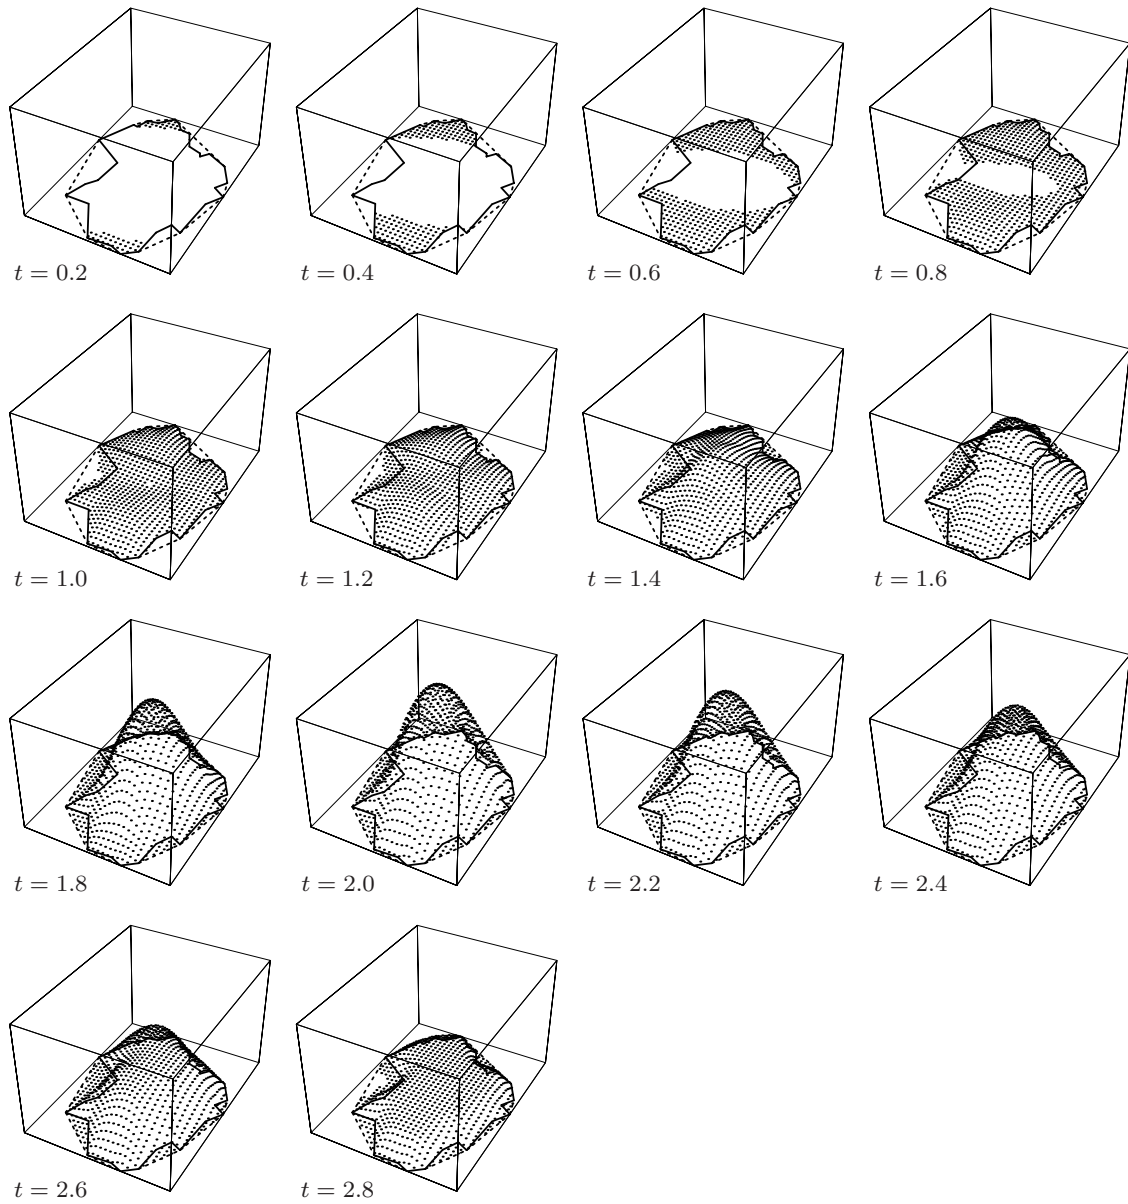 t = 0.2
t = 0.4
t = 0.6
t = 0.8
t = 1.0
t = 1.2
t = 1.4
t = 1.6
t = 1.8
t = 2.0
t = 2.2
t = 2.4
t = 2.6
t = 2.8